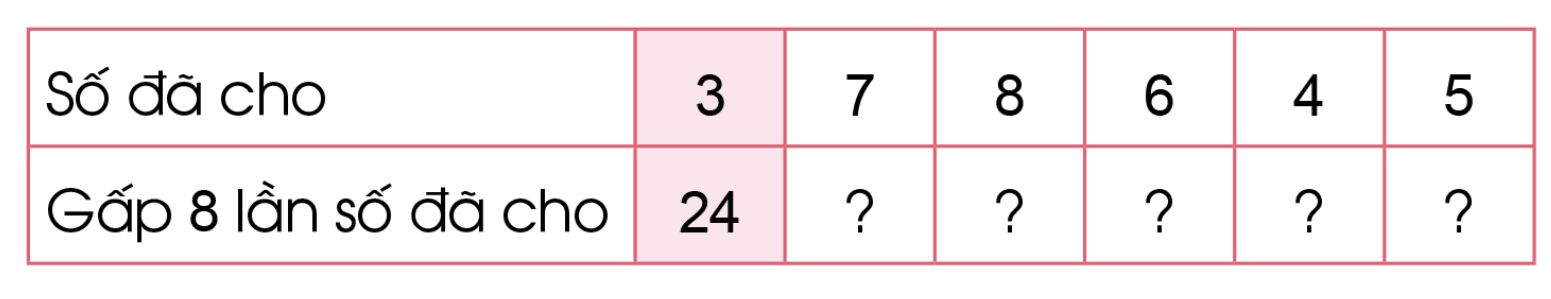 Số đã cho 3 7 8 6 4 5
Gấp 8 lần số đã cho 24 ? ? ? ? ?